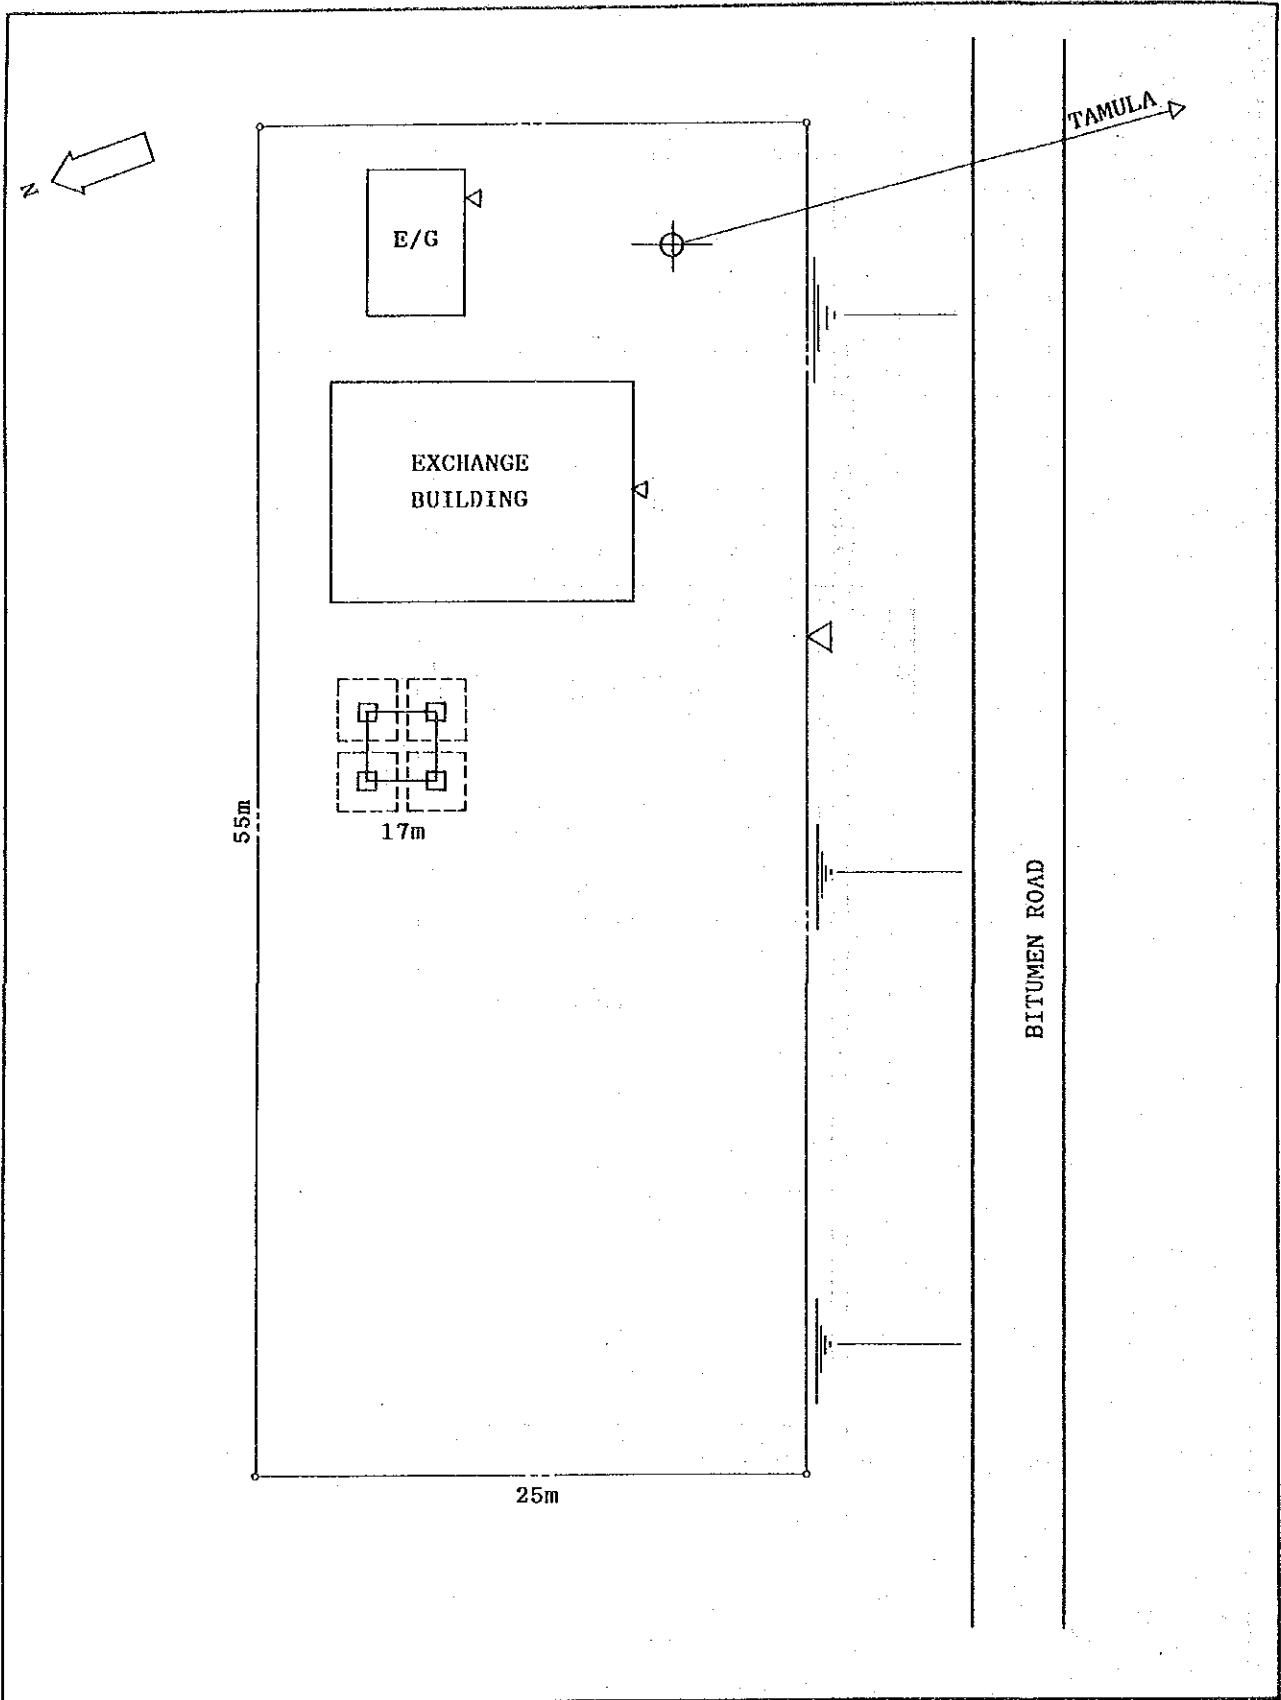 TAMULA
N
E/G
EXCHANGE
BUILDING
55m
17m
BITUMEN ROAD
25m